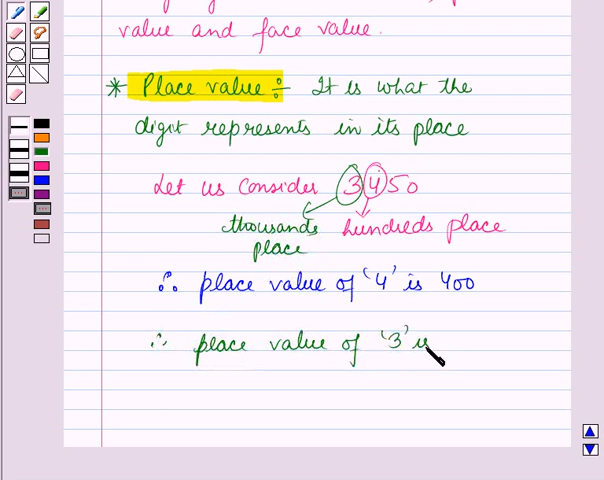 value and face value.
* Place value :- It is what the
digit represents in its place
Let us consider 3450
thousands hundreds place
place
∴ place value of '4' is 400
∴ place value of '3' is